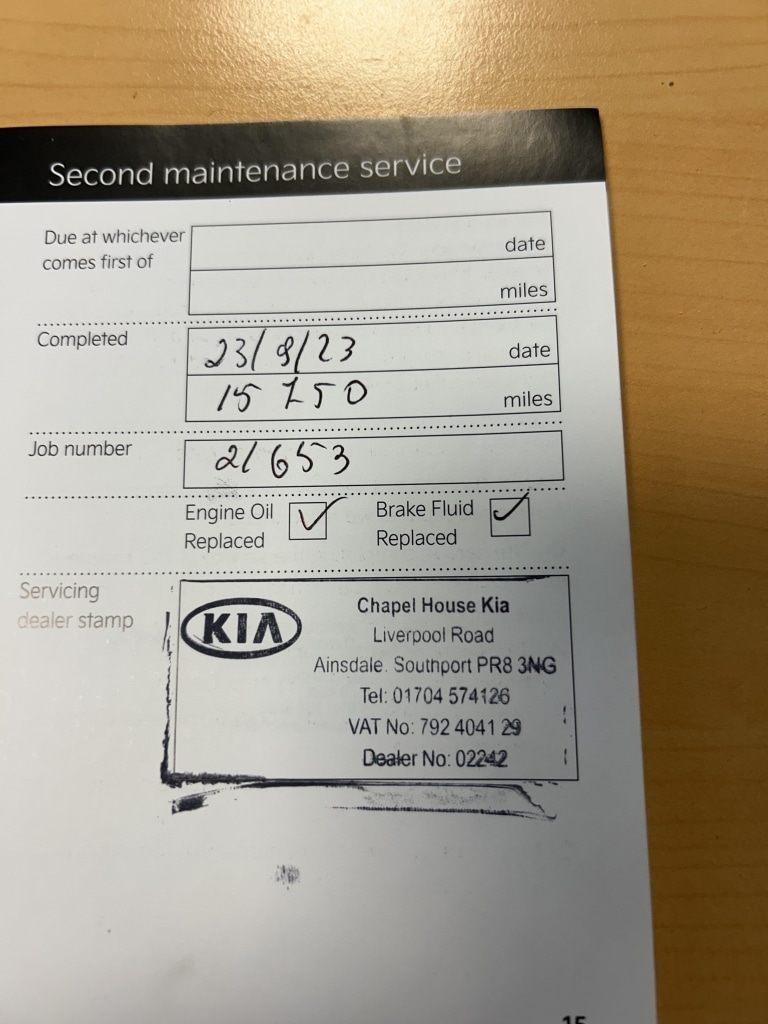 Second maintenance service
Due at whichever
comes first of
date
miles
Completed
23/8/23 date
15 750 miles
Job number
21653
Engine Oil
Replaced
Brake Fluid
Replaced
Servicing
dealer stamp
KIA
Chapel House Kia
Liverpool Road
Ainsdale. Southport PR8 3NG
Tel: 01704 574126
VAT No: 792 4041 29
Dealer No: 02242
15